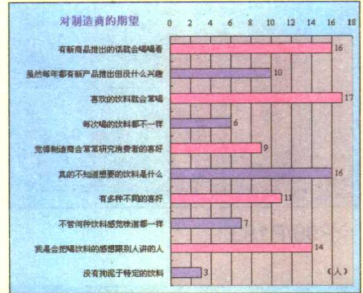 对制造商的期望
0 2 4 6 8 10 12 14 16 18
有新商品推出的话就会喝喝看 16
虽然每年都有新产品推出但没什么兴趣 10
喜欢的饮料就会常喝 17
每次喝的饮料都不一样 6
觉得制造商会常常研究消费者的喜好 9
真的不知道想要的饮料是什么 16
有多种不同的喜好 11
不管何种饮料感觉味道都一样 7
我是会把喝饮料的感想跟别人讲的人 14
没有拘泥于特定的饮料 3 (人)